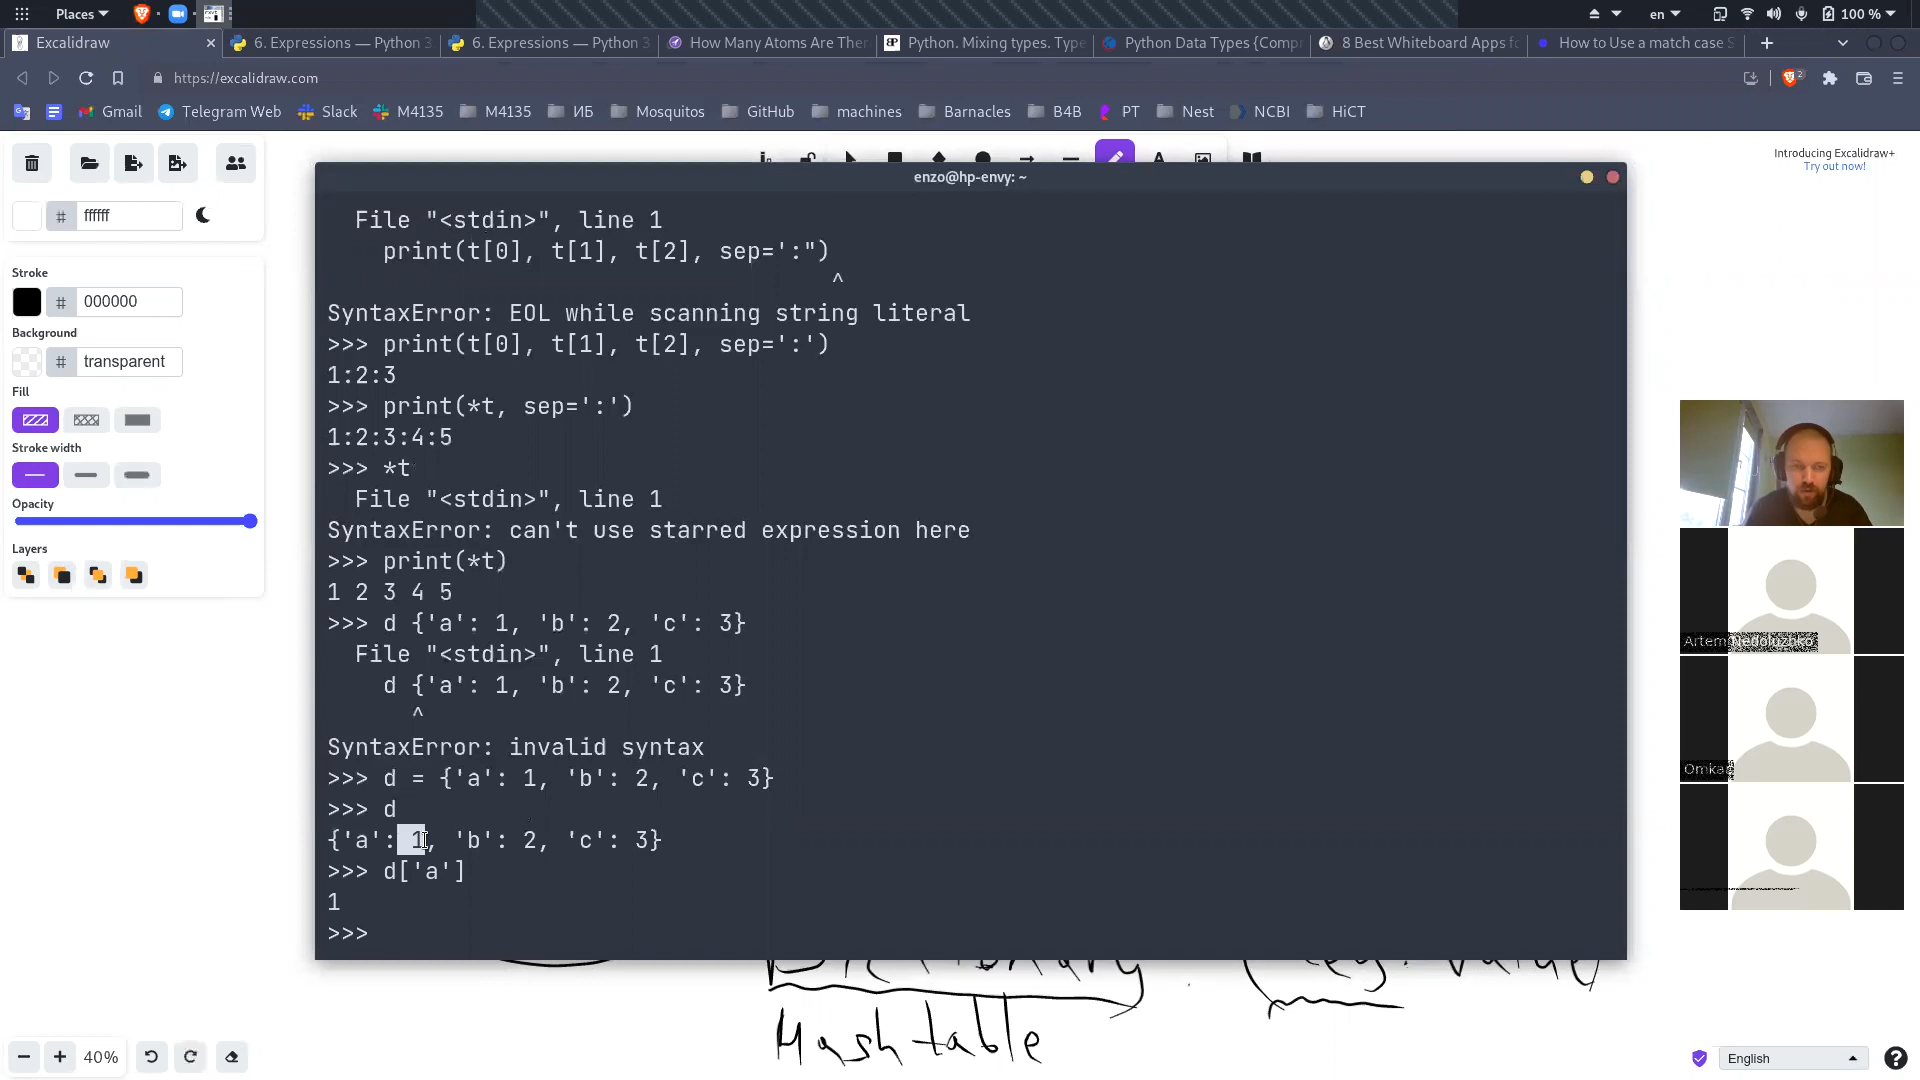 Places
en
100 %
Excalidraw
6. Expressions — Python 3
6. Expressions — Python 3
How Many Atoms Are Ther
Python. Mixing types. Type
Python Data Types {Compr
8 Best Whiteboard Apps fo
How to Use a match case S
https://excalidraw.com
2
Gmail
Telegram Web
Slack
M4135
M4135
ИБ
Mosquitos
GitHub
machines
Barnacles
B4B
PT
Nest
NCBI
HiCT
Introducing Excalidraw+
Try out now!
# ffffff
Stroke
# 000000
Background
# transparent
Fill
Stroke width
Opacity
Layers
enzo@hp-envy: ~
File "<stdin>", line 1
print(t[0], t[1], t[2], sep=':")
^
SyntaxError: EOL while scanning string literal
>>> print(t[0], t[1], t[2], sep=':')
1:2:3
>>> print(*t, sep=':')
1:2:3:4:5
>>> *t
File "<stdin>", line 1
SyntaxError: can't use starred expression here
>>> print(*t)
1 2 3 4 5
>>> d {'a': 1, 'b': 2, 'c': 3}
File "<stdin>", line 1
d {'a': 1, 'b': 2, 'c': 3}
^
SyntaxError: invalid syntax
>>> d = {'a': 1, 'b': 2, 'c': 3}
>>> d
{'a': 1, 'b': 2, 'c': 3}
>>> d['a']
1
>>>
Artem Nedoluzhko
Dictionary
Hash table
40%
English